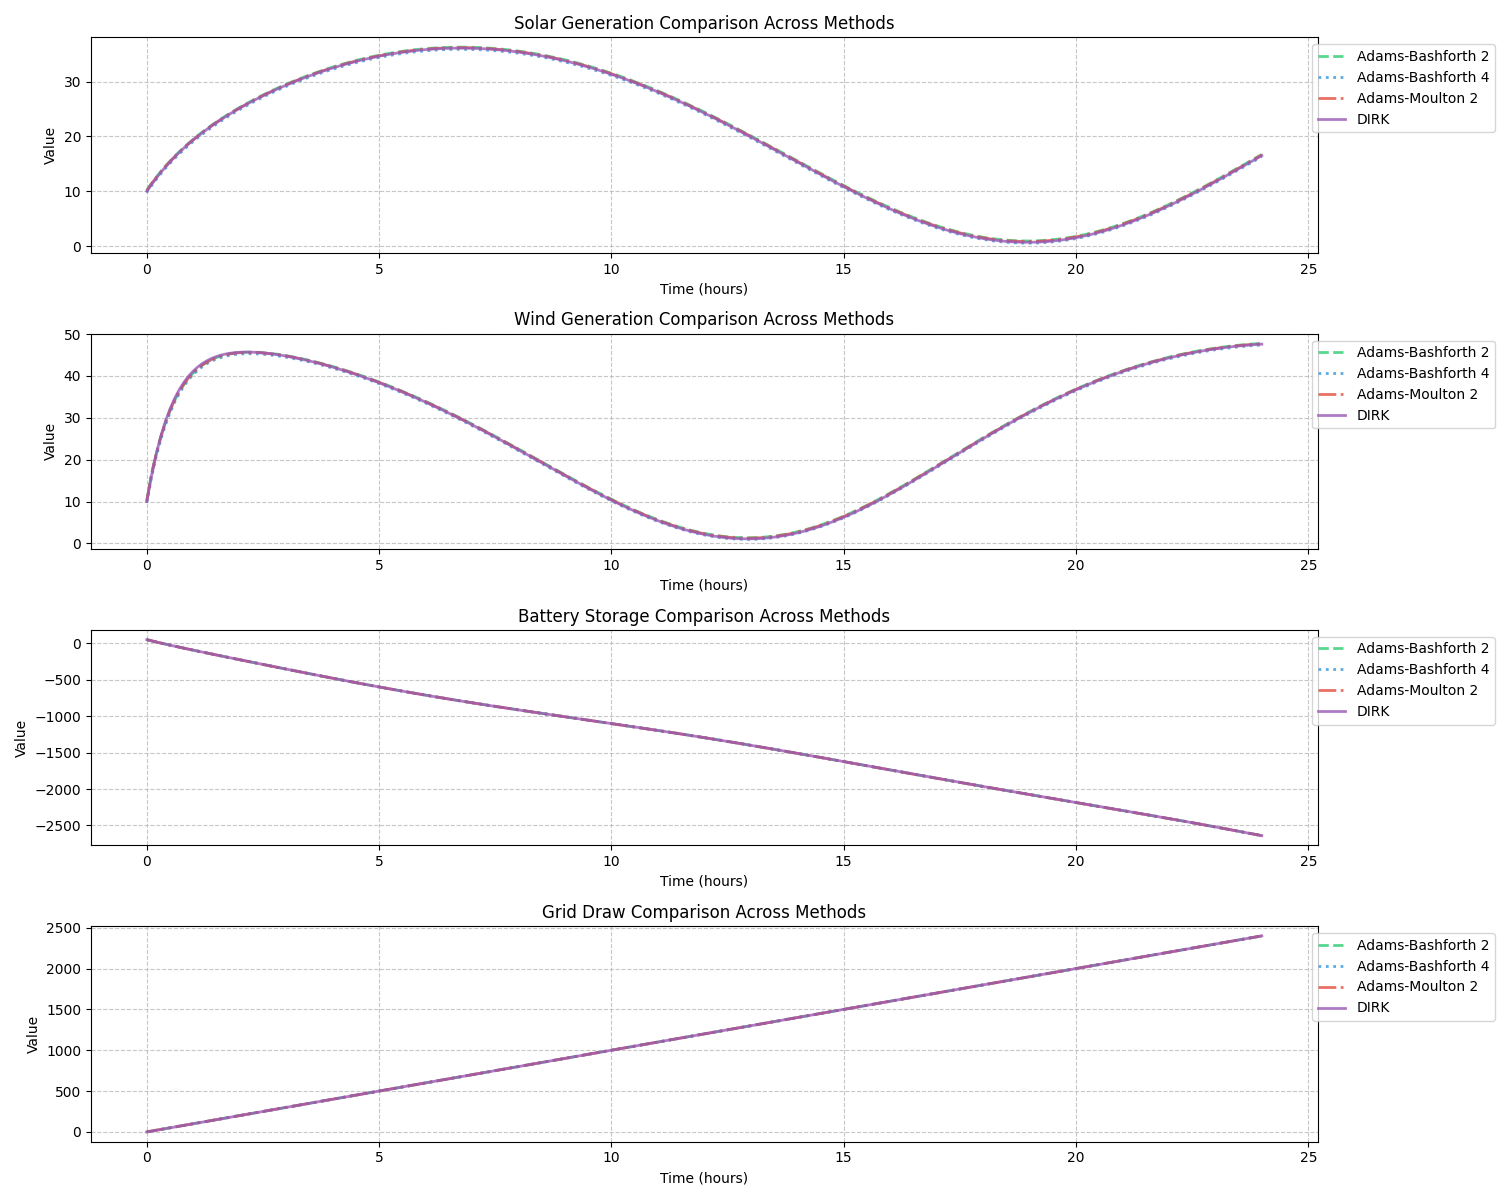 Solar Generation Comparison Across Methods
Value
30
20
10
0
0 5 10 15 20 25
Time (hours)
Adams-Bashforth 2
Adams-Bashforth 4
Adams-Moulton 2
DIRK
Wind Generation Comparison Across Methods
Value
50
40
30
20
10
0
0 5 10 15 20 25
Time (hours)
Adams-Bashforth 2
Adams-Bashforth 4
Adams-Moulton 2
DIRK
Battery Storage Comparison Across Methods
Value
0
−500
−1000
−1500
−2000
−2500
0 5 10 15 20 25
Time (hours)
Adams-Bashforth 2
Adams-Bashforth 4
Adams-Moulton 2
DIRK
Grid Draw Comparison Across Methods
Value
2500
2000
1500
1000
500
0
0 5 10 15 20 25
Time (hours)
Adams-Bashforth 2
Adams-Bashforth 4
Adams-Moulton 2
DIRK